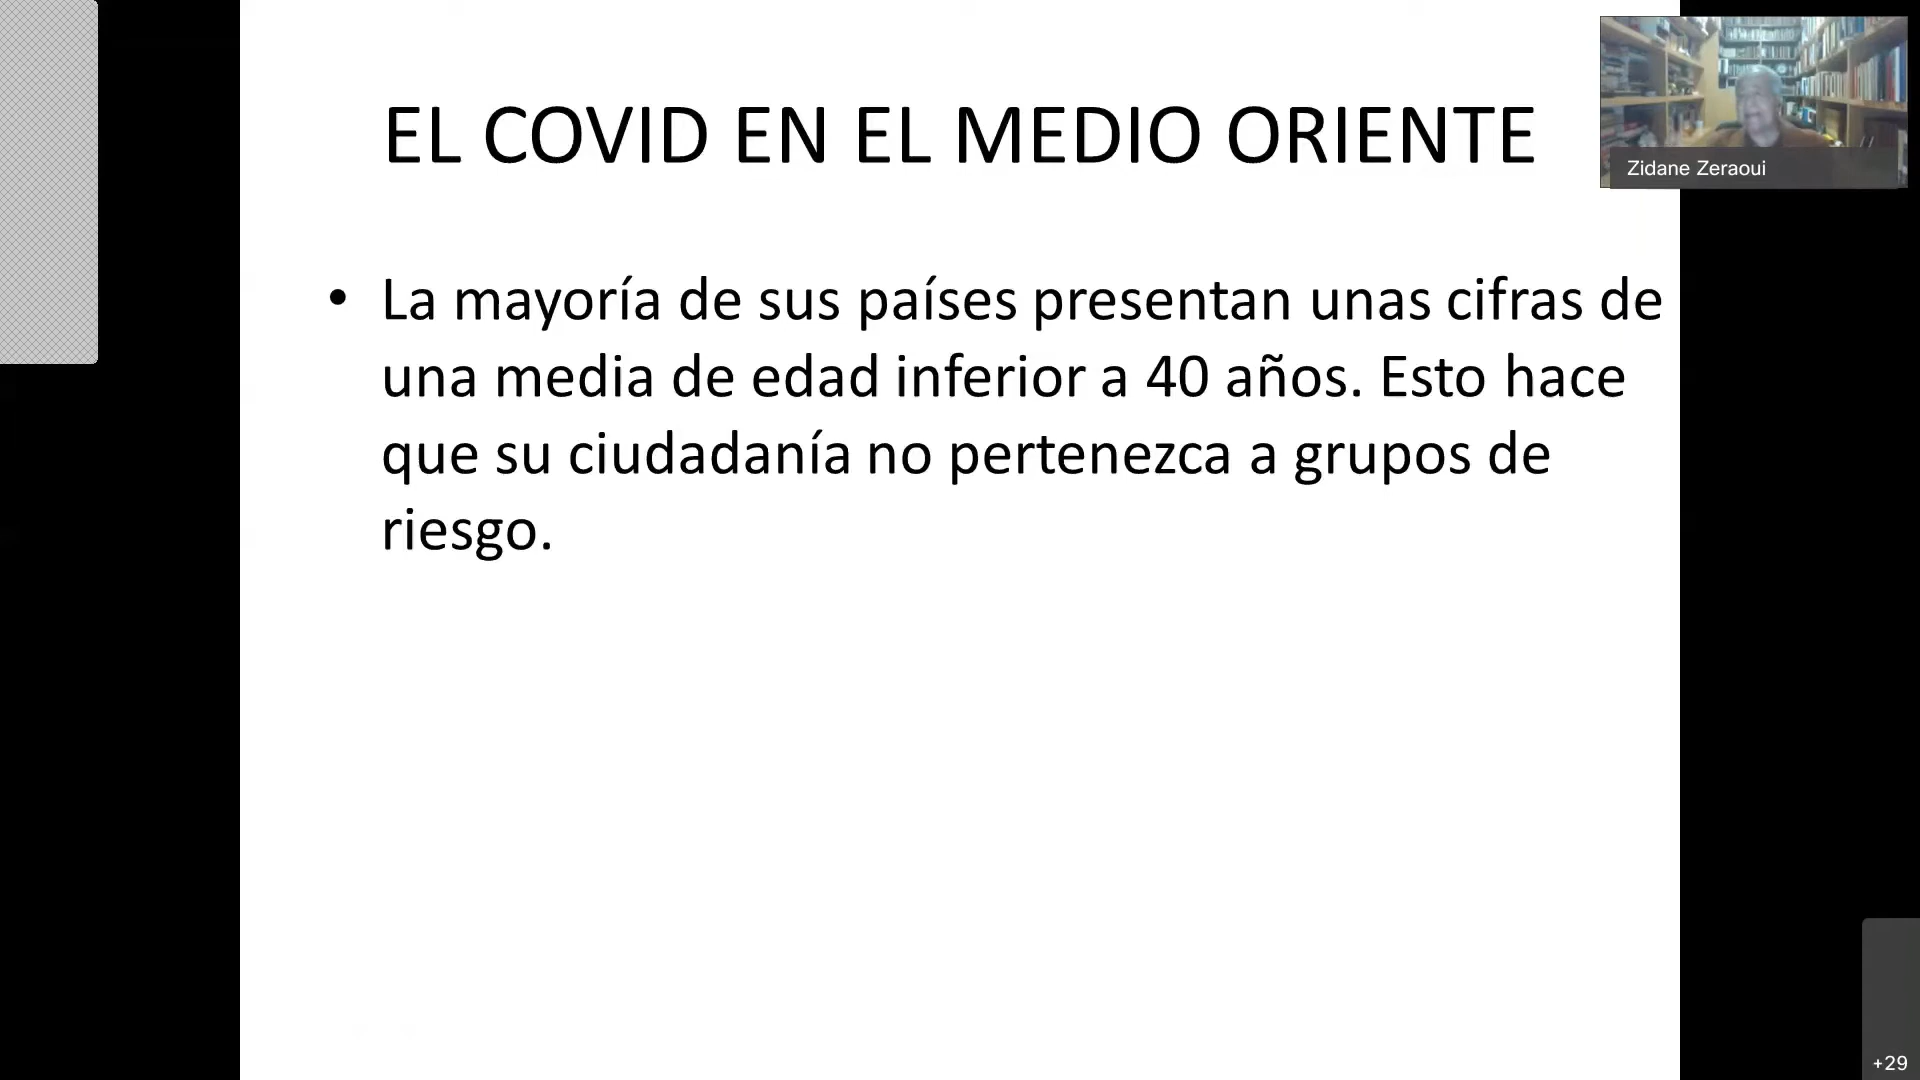 EL COVID EN EL MEDIO ORIENTE
Zidane Zeraoui
• La mayoría de sus países presentan unas cifras de
una media de edad inferior a 40 años. Esto hace
que su ciudadanía no pertenezca a grupos de
riesgo.
+29